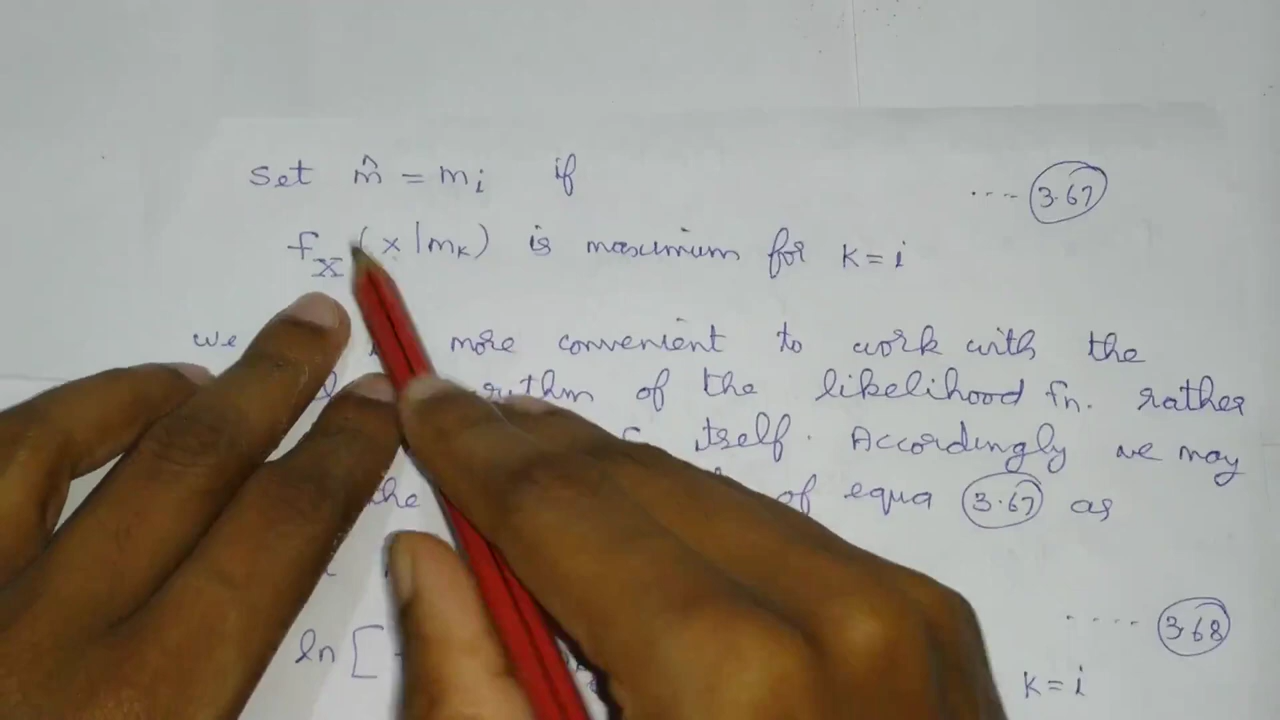 Set m̂ = mᵢ if ---- 3.67
f_X (x|m_k) is maximum for k = i
we more convenient to work with the
of the likelihood fn. rather
itself. Accordingly we may
the of equa 3.67 as
---- 3.68
ln [
k = i